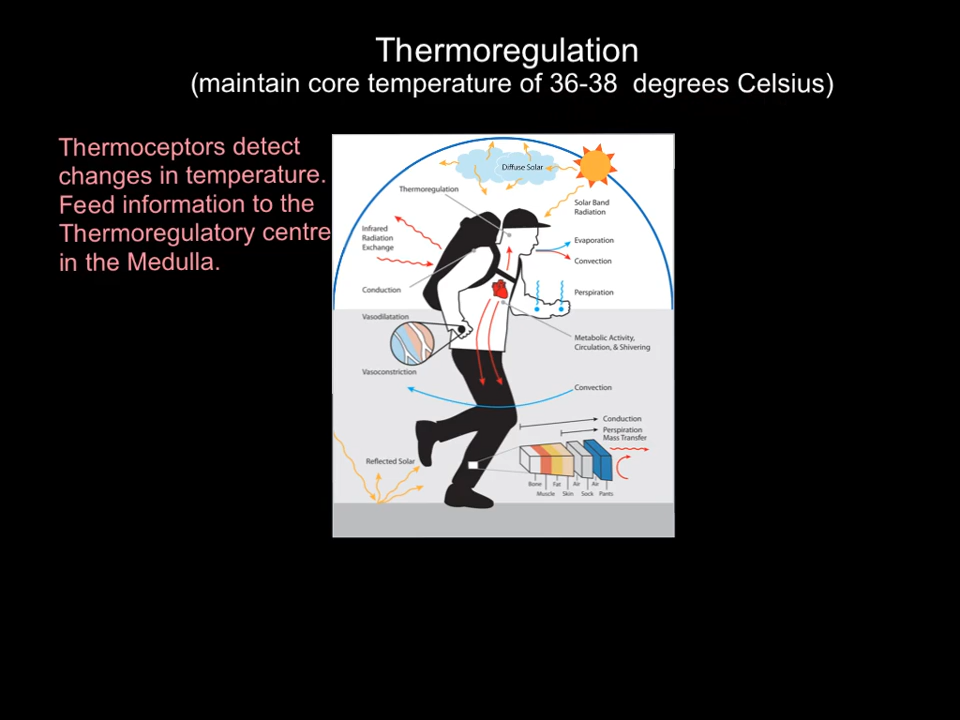 Thermoregulation
(maintain core temperature of 36-38 degrees Celsius)
Thermoceptors detect
changes in temperature.
Feed information to the
Thermoregulatory centre
in the Medulla.
Diffuse Solar
Thermoregulation
Solar Band
Radiation
Infrared
Radiation
Exchange
Evaporation
Convection
Conduction
Perspiration
Vasodilatation
Metabolic Activity,
Circulation, & Shivering
Vasoconstriction
Convection
Conduction
Perspiration
Mass Transfer
Reflected Solar
Bone Fat Air Air
Muscle Skin Sock Pants